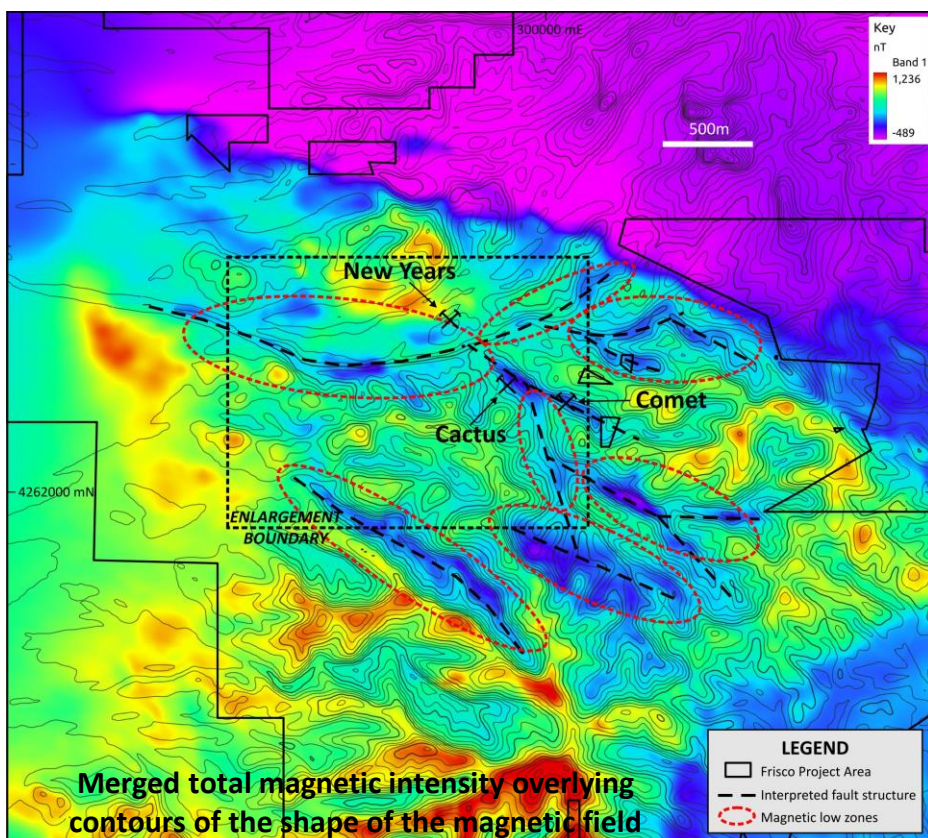 300000 mE
Key
nT
Band 1
1,236
-489
500m
New Years
Comet
Cactus
4262000 mN
ENLARGEMENT
BOUNDARY
LEGEND
Frisco Project Area
Interpreted fault structure
Magnetic low zones
Merged total magnetic intensity overlying
contours of the shape of the magnetic field